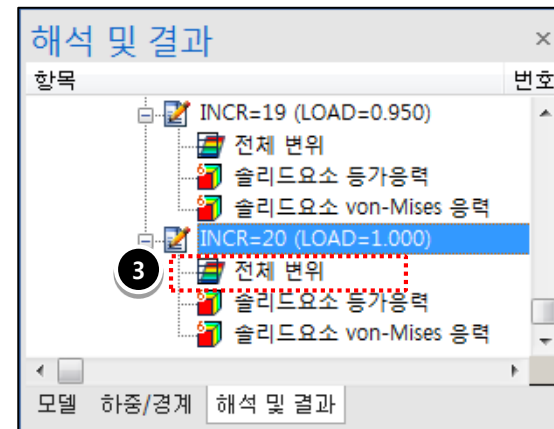 해석 및 결과
항목 번호
INCR=19 (LOAD=0.950)
전체 변위
솔리드요소 등가응력
솔리드요소 von-Mises 응력
INCR=20 (LOAD=1.000)
3 전체 변위
솔리드요소 등가응력
솔리드요소 von-Mises 응력
모델 하중/경계 해석 및 결과